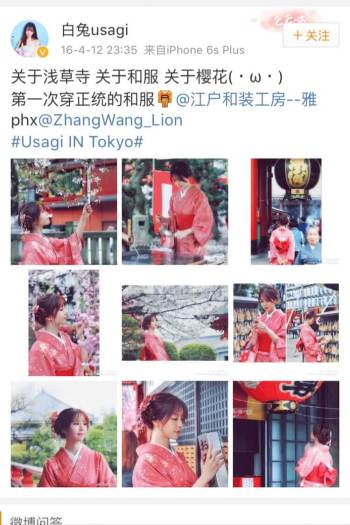 白兔usagi
16-4-12 23:35 来自iPhone 6s Plus
+关注
关于浅草寺 关于和服 关于樱花(･ω･)
第一次穿正统的和服👘@江户和装工房--雅
phx@ZhangWang_Lion
#Usagi IN Tokyo#
微博问答